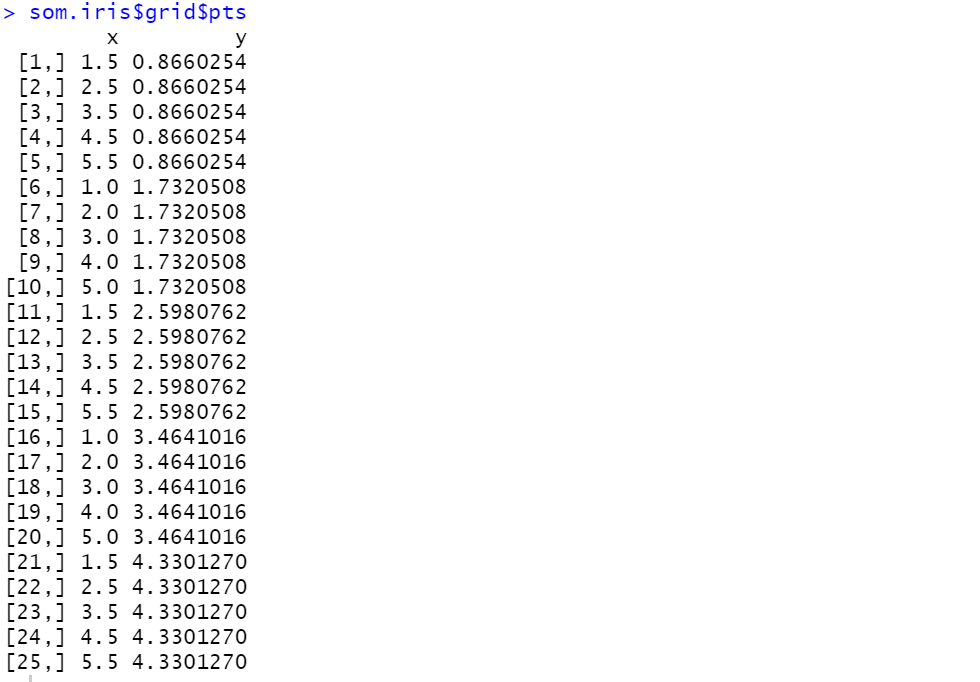 > som.iris$grid$pts
x y
[1,] 1.5 0.8660254
[2,] 2.5 0.8660254
[3,] 3.5 0.8660254
[4,] 4.5 0.8660254
[5,] 5.5 0.8660254
[6,] 1.0 1.7320508
[7,] 2.0 1.7320508
[8,] 3.0 1.7320508
[9,] 4.0 1.7320508
[10,] 5.0 1.7320508
[11,] 1.5 2.5980762
[12,] 2.5 2.5980762
[13,] 3.5 2.5980762
[14,] 4.5 2.5980762
[15,] 5.5 2.5980762
[16,] 1.0 3.4641016
[17,] 2.0 3.4641016
[18,] 3.0 3.4641016
[19,] 4.0 3.4641016
[20,] 5.0 3.4641016
[21,] 1.5 4.3301270
[22,] 2.5 4.3301270
[23,] 3.5 4.3301270
[24,] 4.5 4.3301270
[25,] 5.5 4.3301270